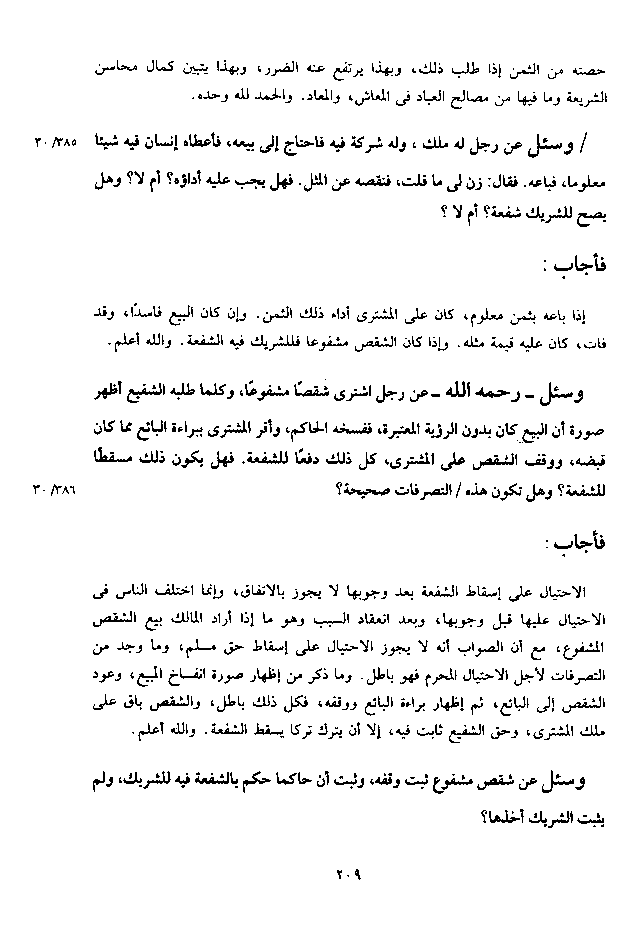 حصته من الثمن إذا طلب ذلك، وبهذا يرتفع عنه الضرر، وبهذا يتبين كمال محاسن
الشريعة وما فيها من مصالح العباد فى المعاش، والمعاد. والحمد لله وحده.
/ وسئل عن رجل له ملك ، وله شركة فيه فاحتاج إلى بيعه، فأعطاه إنسان فيه شيئا ٣٠/٣٨٥
معلوما، فباعه. فقال: زن لى ما قلت، فنقصه عن المثل. فهل يجب عليه أداؤه؟ أم لا؟ وهل
يصح للشريك شفعة؟ أم لا ؟
فأجاب :
إذا باعه بثمن معلوم، كان على المشترى أداء ذلك الثمن. وإن كان البيع فاسدًا، وقد
فات، كان عليه قيمة مثله. وإذا كان الشقص مشفوعا فللشريك فيه الشفعة. والله أعلم.
وسئل ـ رحمه الله ـ عن رجل اشترى شقصًا مشفوعًا، وكلما طلبه الشفيع أظهر
صورة أن البيع كان بدون الرؤية المعتبرة، ففسخه الحاكم، وأقر المشترى ببراءة البائع مما كان
قبضه، ووقف الشقص على المشترى، كل ذلك دفعًا للشفعة. فهل يكون ذلك مسقطًا
للشفعة؟ وهل تكون هذه / التصرفات صحيحة؟ ٣٠/٣٨٦
فأجاب :
الاحتيال على إسقاط الشفعة بعد وجوبها لا يجوز بالاتفاق، وإنما اختلف الناس فى
الاحتيال عليها قبل وجوبها، وبعد انعقاد السبب وهو ما إذا أراد المالك بيع الشقص
المشفوع، مع أن الصواب أنه لا يجوز الاحتيال على إسقاط حق مسلم، وما وجد من
التصرفات لأجل الاحتيال المحرم فهو باطل. وما ذكر من إظهار صورة انفساخ المبيع، وعود
الشقص إلى البائع، ثم إظهار براءة البائع ووقفه، فكل ذلك باطل، والشقص باق على
ملك المشترى، وحق الشفيع ثابت فيه، إلا أن يترك تركا يسقط الشفعة. والله أعلم.
وسئل عن شقص مشفوع ثبت وقفه، وثبت أن حاكما حكم بالشفعة فيه للشريك، ولم
يثبت الشريك أخذها؟
٢٠٩